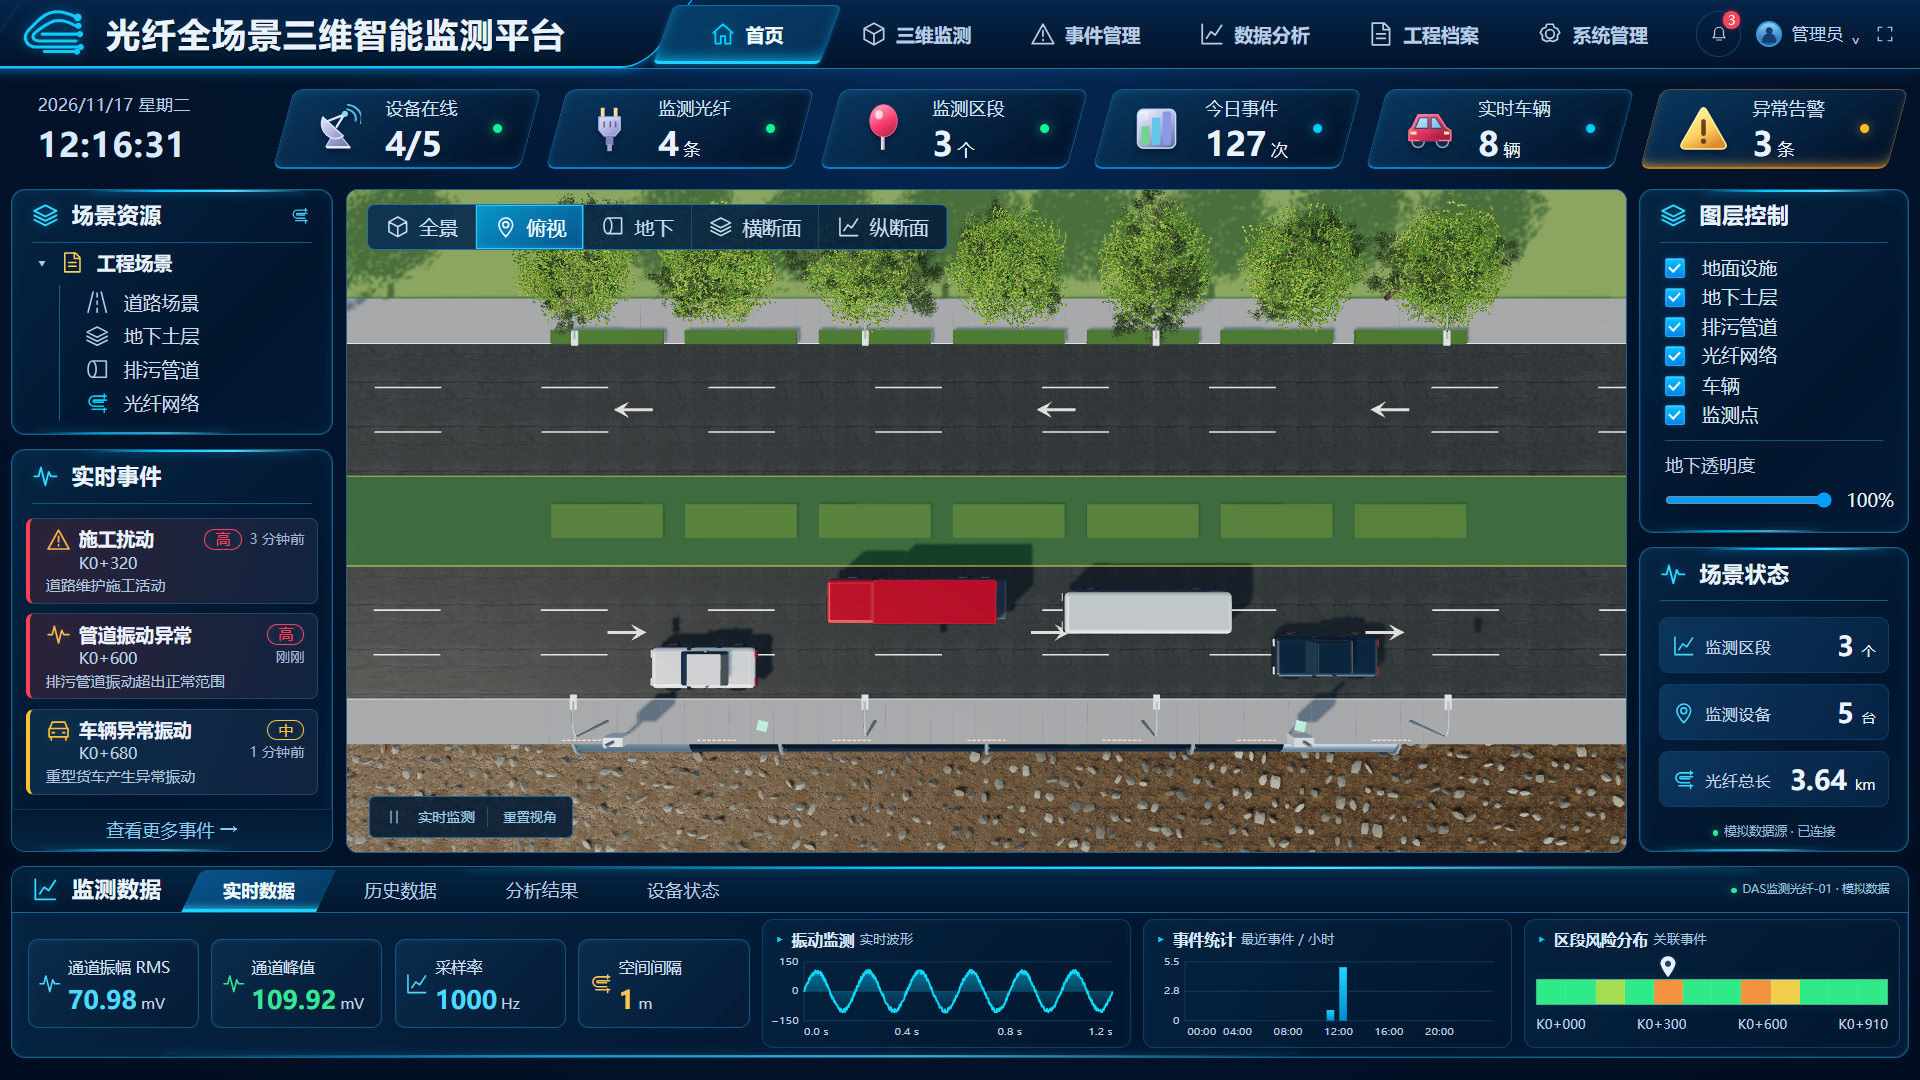 光纤全场景三维智能监测平台
首页
三维监测
事件管理
数据分析
工程档案
系统管理
3
管理员
2026/11/17 星期二
12:16:31
设备在线
4/5
监测光纤
4 条
监测区段
3 个
今日事件
127 次
实时车辆
8 辆
异常告警
3 条
场景资源
工程场景
道路场景
地下土层
排污管道
光纤网络
实时事件
施工扰动 高 3 分钟前
K0+320
道路维护施工活动
管道振动异常 高
K0+600 刚刚
排污管道振动超出正常范围
车辆异常振动 中
K0+680 1 分钟前
重型货车产生异常振动
查看更多事件
全景 俯视 地下 横断面 纵断面
实时监测 重置视角
图层控制
地面设施
地下土层
排污管道
光纤网络
车辆
监测点
地下透明度
100%
场景状态
监测区段 3 个
监测设备 5 台
光纤总长 3.64 km
模拟数据源 · 已连接
监测数据 实时数据 历史数据 分析结果 设备状态
DAS监测光纤-01 · 模拟数据
通道振幅 RMS
70.98 mV
通道峰值
109.92 mV
采样率
1000 Hz
空间间隔
1 m
振动监测 实时波形
150
0
-150
0.0 s 0.4 s 0.8 s 1.2 s
事件统计 最近事件 / 小时
5.5
2.8
0
00:00 04:00 08:00 12:00 16:00 20:00
区段风险分布 关联事件
K0+000 K0+300 K0+600 K0+910